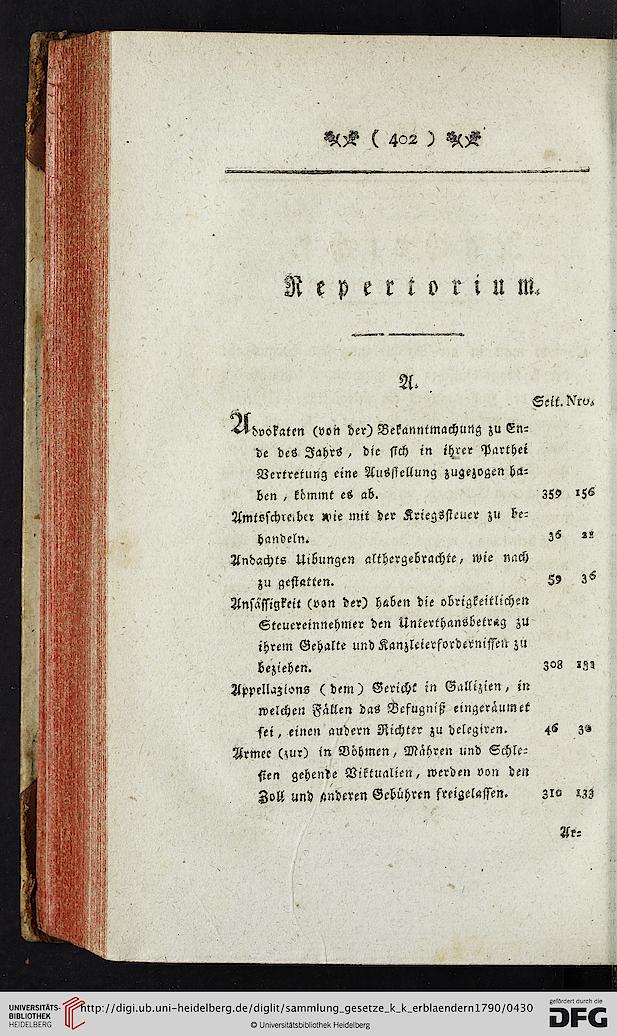 ( 402 )
Repertorium.
A.
Seit. Nro.
Advokaten (von der) Bekanntmachung zu En-
de des Jahrs, die sich in ihrer Parthei
Vertretung eine Ausstellung zugezogen ha-
ben, kömmt es ab. 359 156
Amtsschreiber wie mit der Kriegssteuer zu be-
handeln. 36 22
Andachts Uibungen althergebrachte, wie nach
zu gestatten. 59 36
Ansässigkeit (von der) haben die obrigkeitlichen
Steuereinnehmer den Unterthansbetrag zu
ihrem Gehalte und Kanzleierfordernissen zu
beziehen. 308
Appellazions (dem) Gericht in Gallizien, in
welchen Fällen das Befugniß eingeräumet
sei, einen andern Richter zu delegiren. 46 30
Armee (zur) in Böhmen, Mähren und Schle-
sien gehende Viktualien, werden von den
Zoll und anderen Gebühren freigelassen. 310 133
Ar-
UNIVERSITÄTS-
BIBLIOTHEK
HEIDELBERG
http://digi.ub.uni-heidelberg.de/diglit/sammlung_gesetze_k_k_erblaendern1790/0430
© Universitätsbibliothek Heidelberg
gefördert durch die
DFG